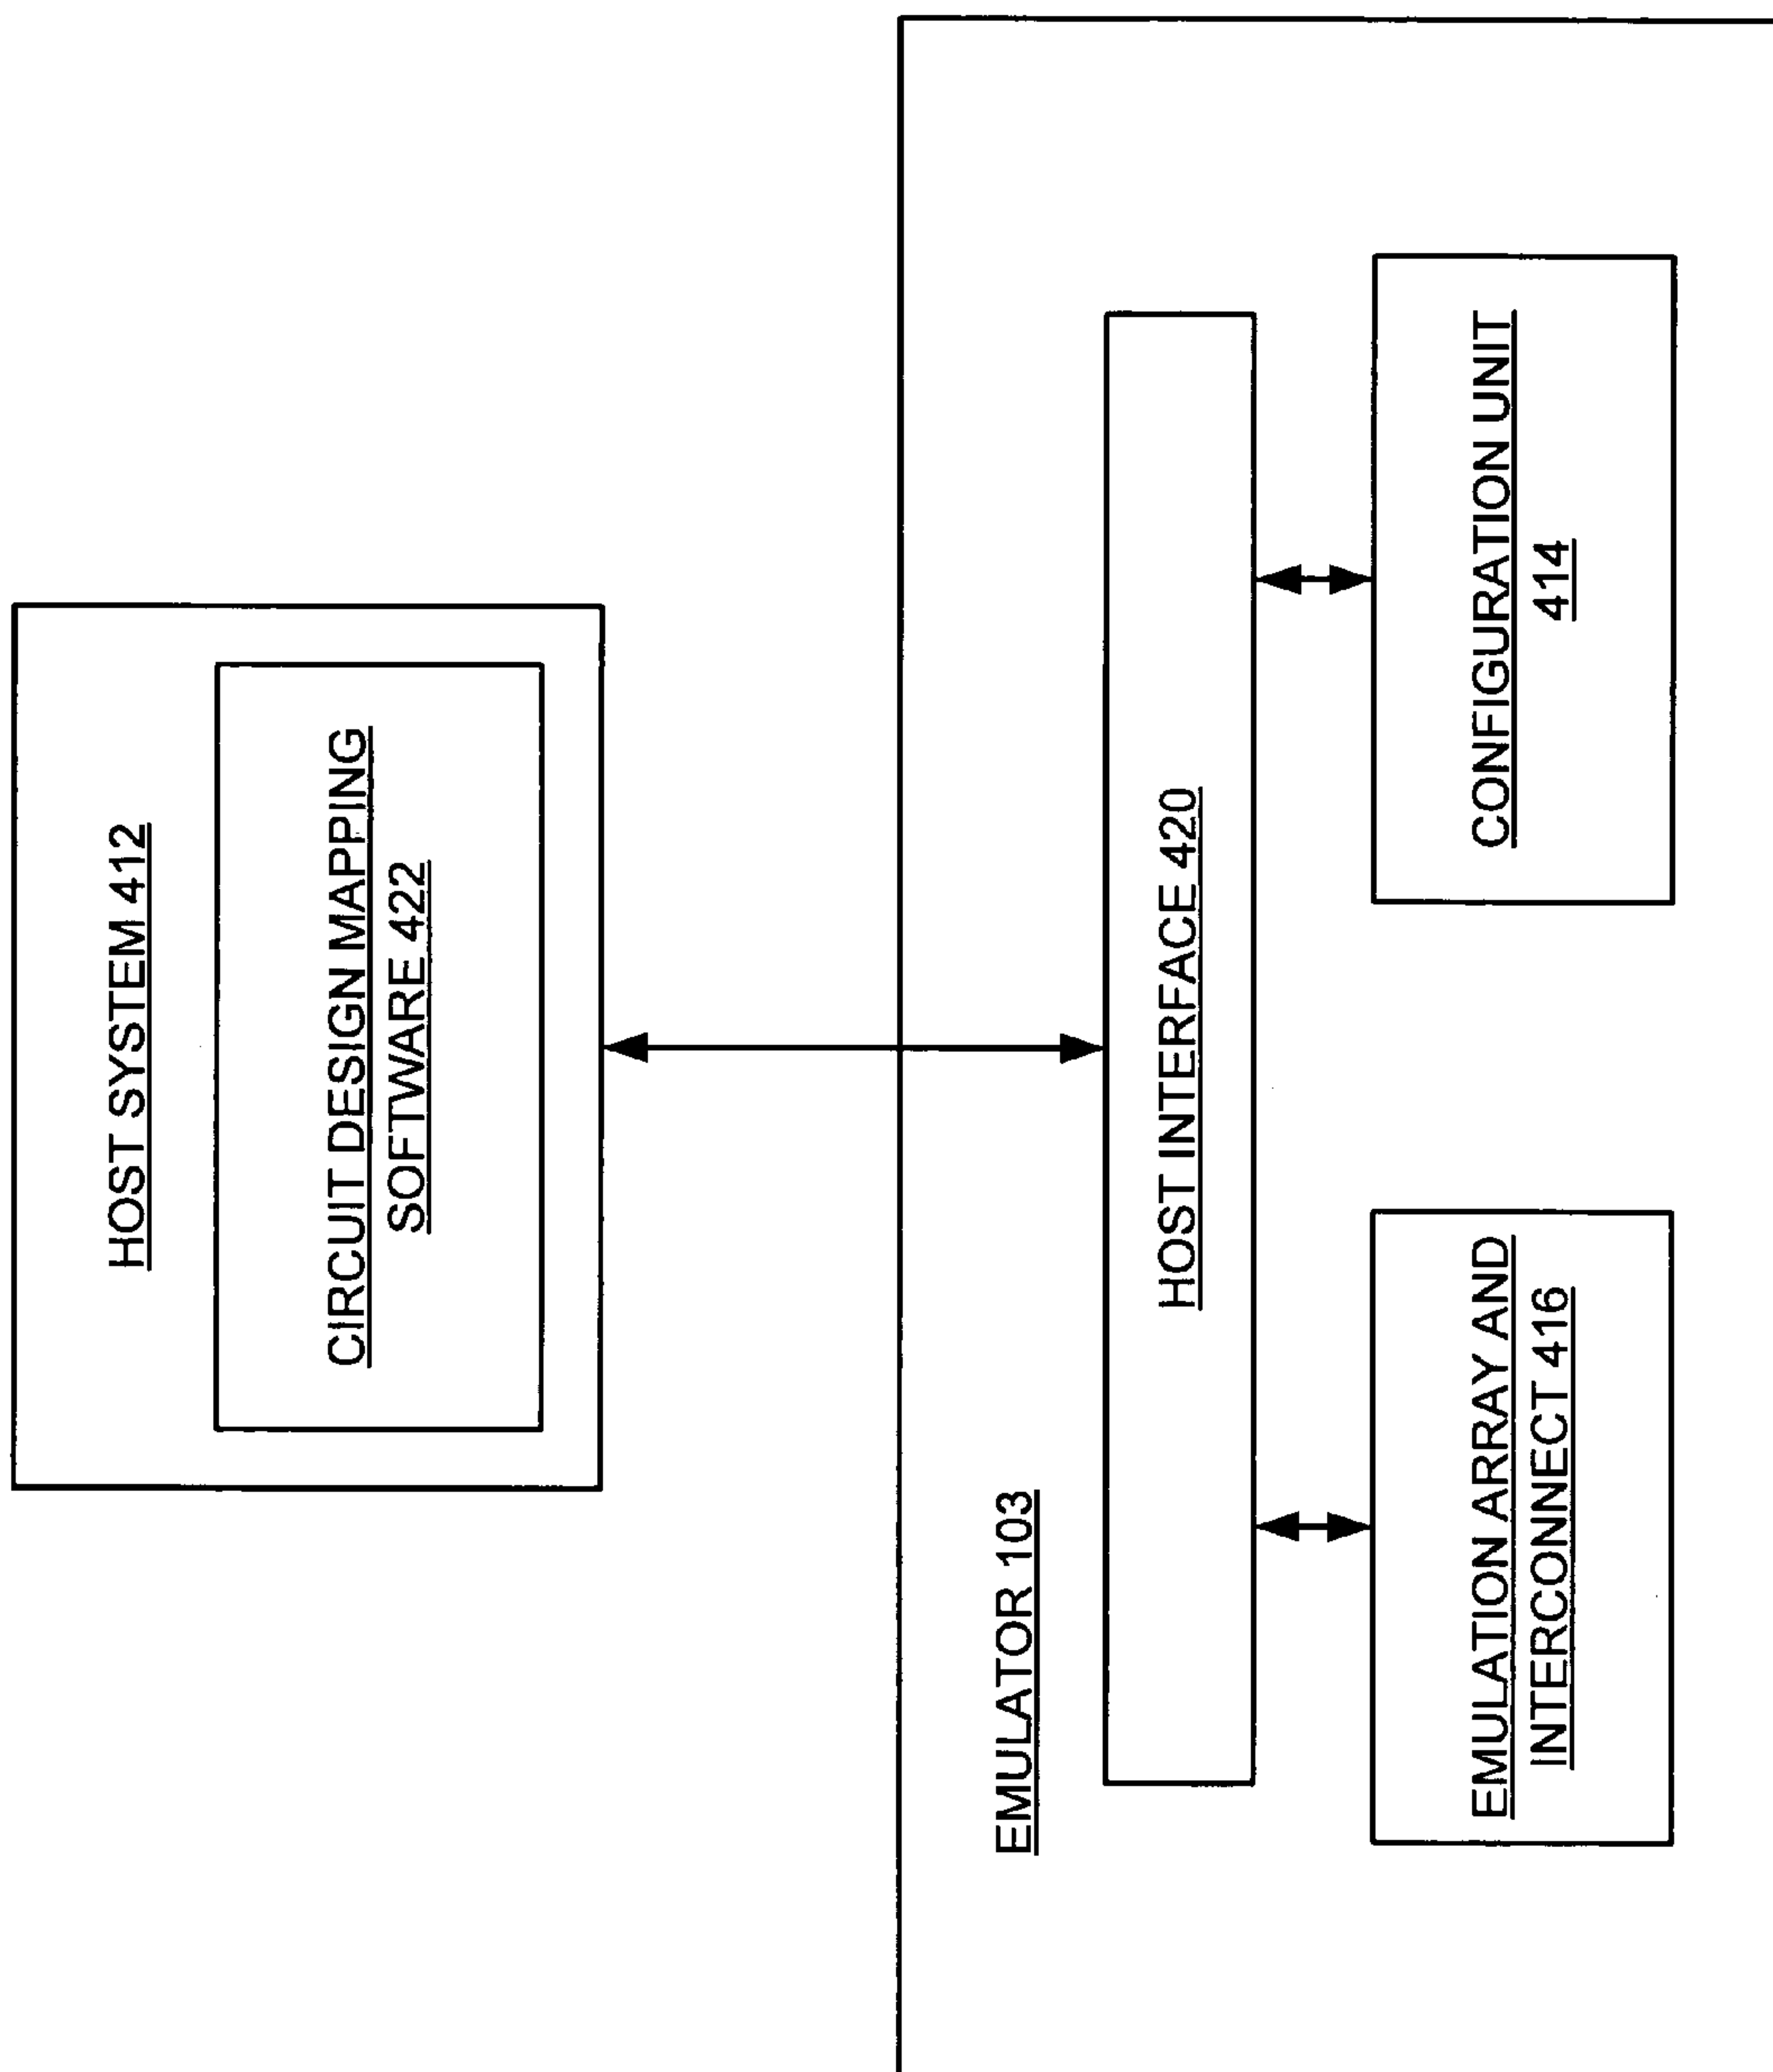 HOST SYSTEM 412
CIRCUIT DESIGN MAPPING
SOFTWARE 422
EMULATOR 103
HOST INTERFACE 420
EMULATION ARRAY AND
INTERCONNECT 416
CONFIGURATION UNIT
414